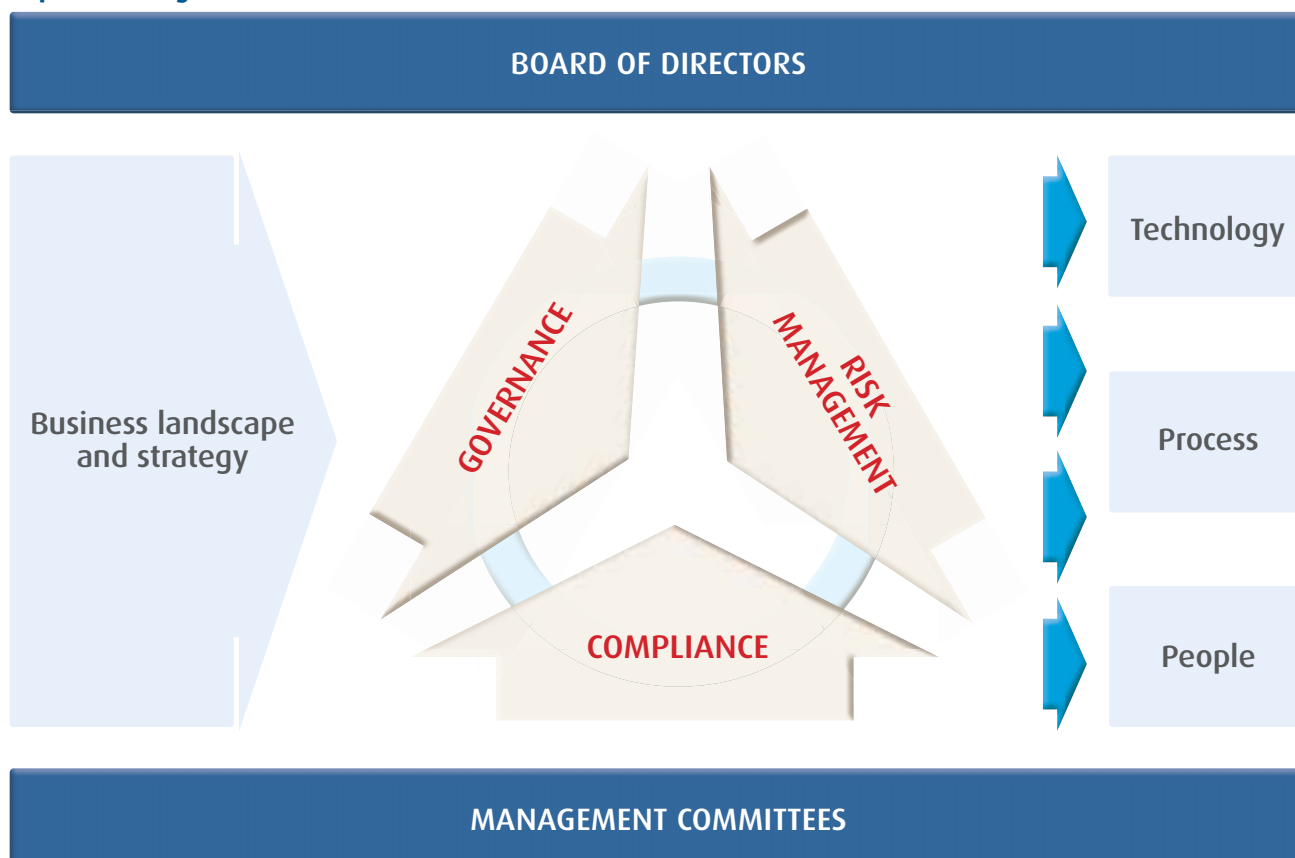 BOARD OF DIRECTORS
Business landscape
and strategy
GOVERNANCE
RISK
MANAGEMENT
COMPLIANCE
Technology
Process
People
MANAGEMENT COMMITTEES